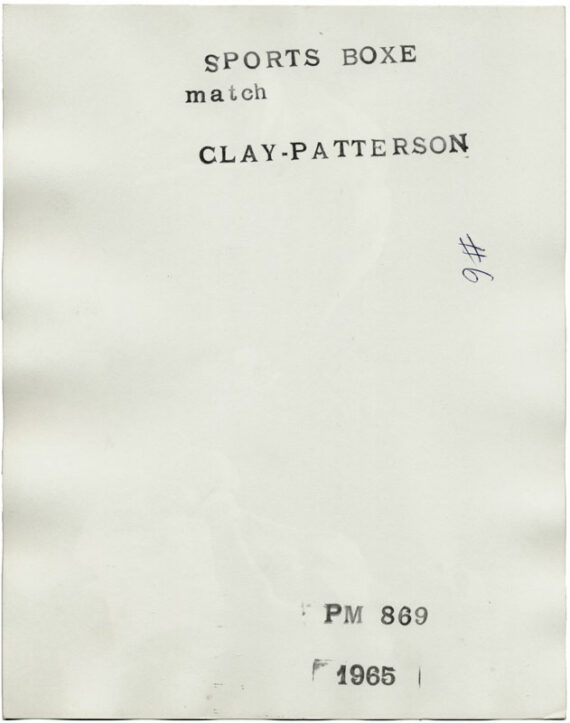 SPORTS BOXE
match
CLAY-PATTERSON
#6
PM 869
1965